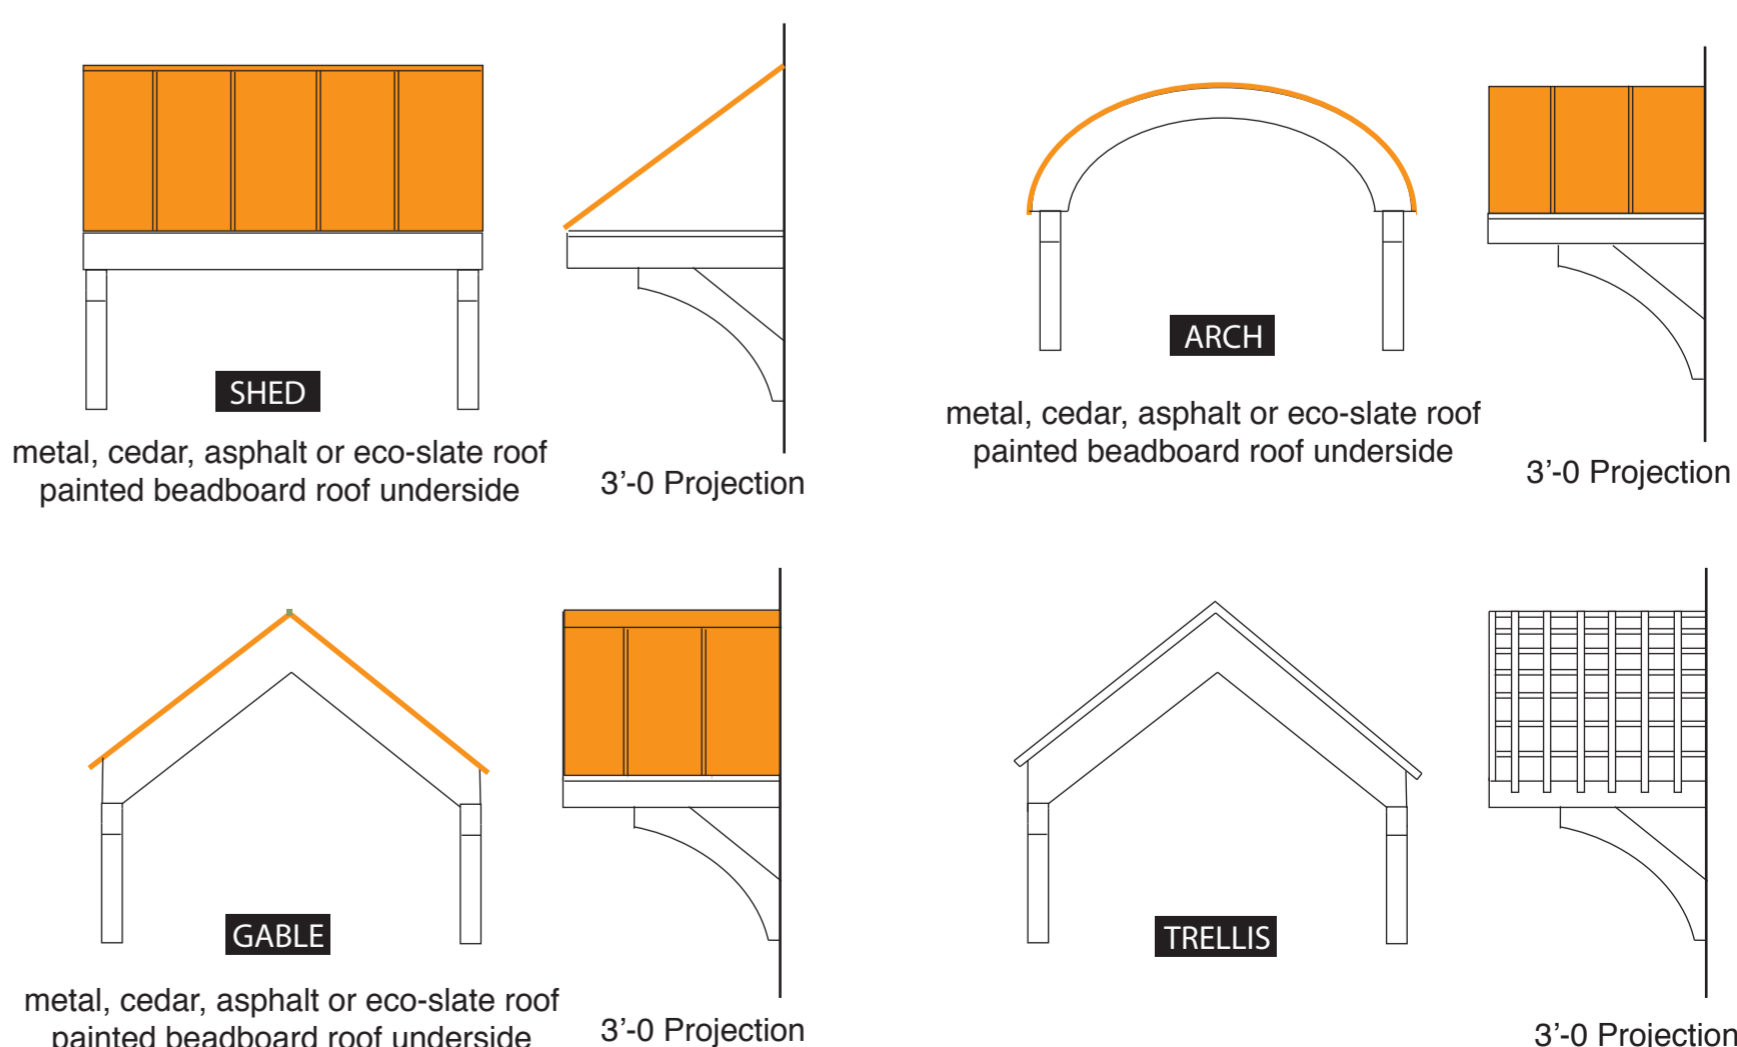 SHED
metal, cedar, asphalt or eco-slate roof
painted beadboard roof underside
3’-0 Projection
ARCH
metal, cedar, asphalt or eco-slate roof
painted beadboard roof underside
3’-0 Projection
GABLE
metal, cedar, asphalt or eco-slate roof
painted beadboard roof underside
3’-0 Projection
TRELLIS
3’-0 Projection